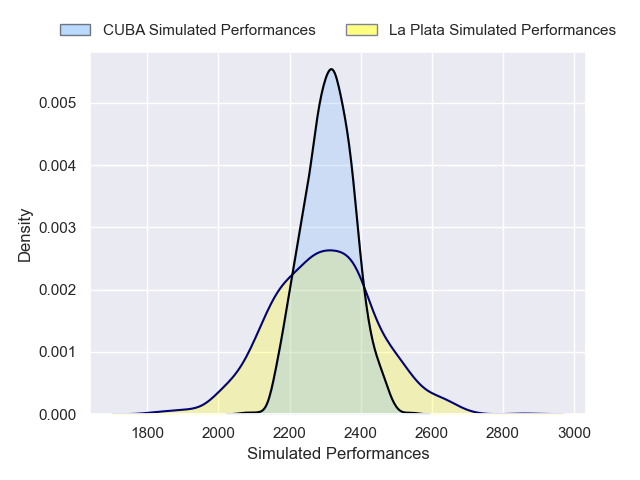 CUBA Simulated Performances La Plata Simulated Performances
0.005
0.004
0.003
0.002
0.001
0.000
Density
1800 2000 2200 2400 2600 2800 3000
Simulated Performances